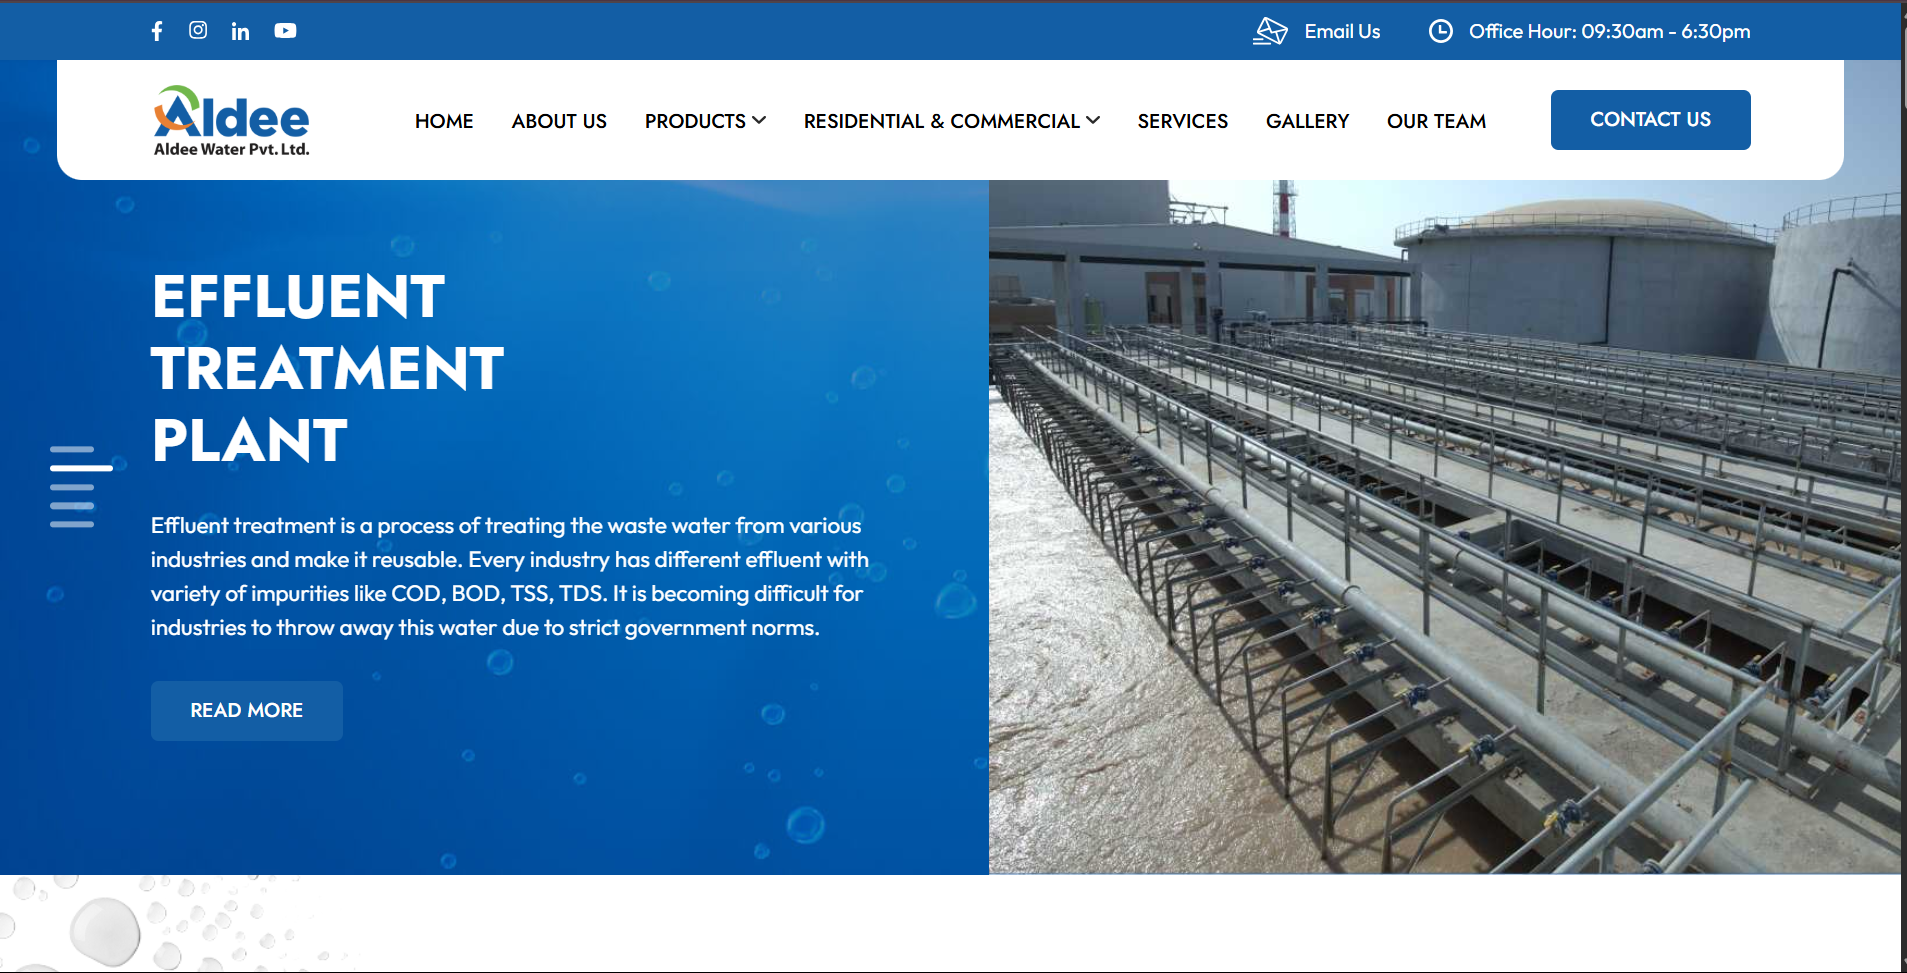 Email Us
Office Hour: 09:30am - 6:30pm
Aldee
Aldee Water Pvt. Ltd.
HOME
ABOUT US
PRODUCTS
RESIDENTIAL & COMMERCIAL
SERVICES
GALLERY
OUR TEAM
CONTACT US
EFFLUENT
TREATMENT
PLANT
Effluent treatment is a process of treating the waste water from various
industries and make it reusable. Every industry has different effluent with
variety of impurities like COD, BOD, TSS, TDS. It is becoming difficult for
industries to throw away this water due to strict government norms.
READ MORE